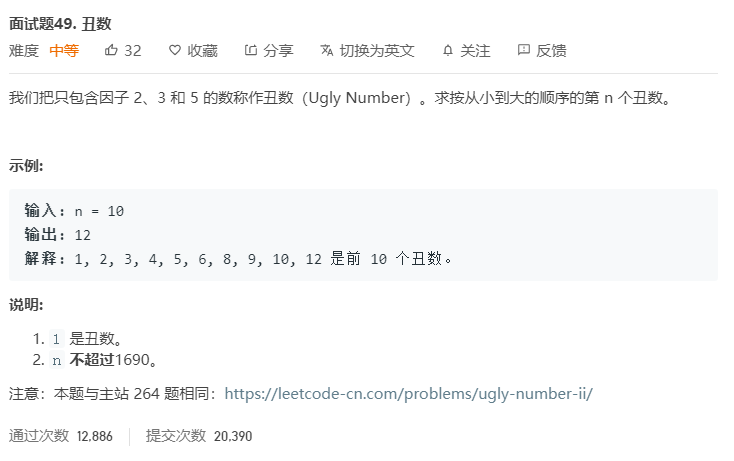 面试题49. 丑数
难度 中等 32 收藏 分享 切换为英文 关注 反馈
我们把只包含因子 2、3 和 5 的数称作丑数（Ugly Number）。求按从小到大的顺序的第 n 个丑数。
示例:
输入: n = 10
输出: 12
解释: 1, 2, 3, 4, 5, 6, 8, 9, 10, 12 是前 10 个丑数。
说明:
1. 1 是丑数。
2. n 不超过1690。
注意：本题与主站 264 题相同：https://leetcode-cn.com/problems/ugly-number-ii/
通过次数 12,886 提交次数 20,390